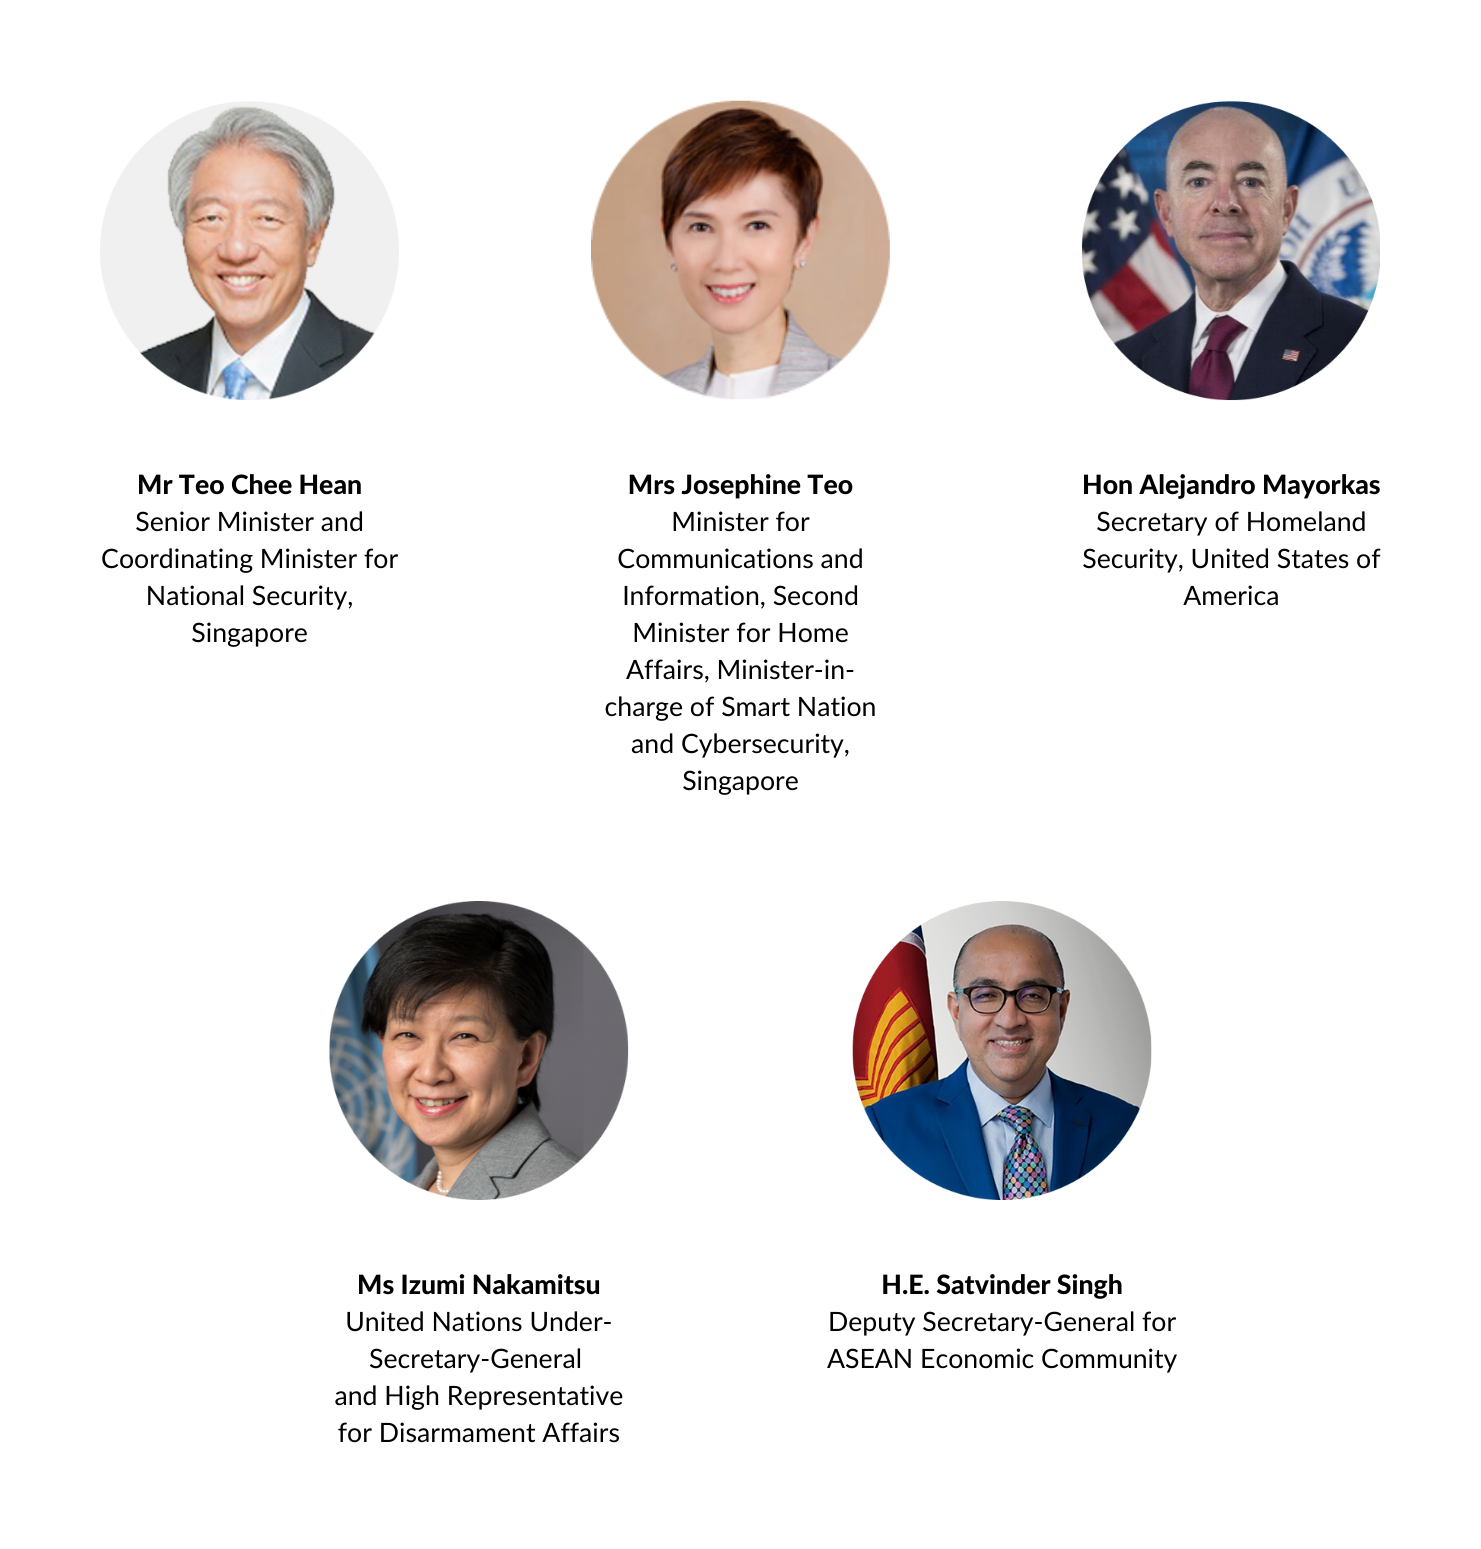 Mr Teo Chee Hean
Senior Minister and
Coordinating Minister for
National Security,
Singapore
Mrs Josephine Teo
Minister for
Communications and
Information, Second
Minister for Home
Affairs, Minister-in-
charge of Smart Nation
and Cybersecurity,
Singapore
Hon Alejandro Mayorkas
Secretary of Homeland
Security, United States of
America
Ms Izumi Nakamitsu
United Nations Under-
Secretary-General
and High Representative
for Disarmament Affairs
H.E. Satvinder Singh
Deputy Secretary-General for
ASEAN Economic Community